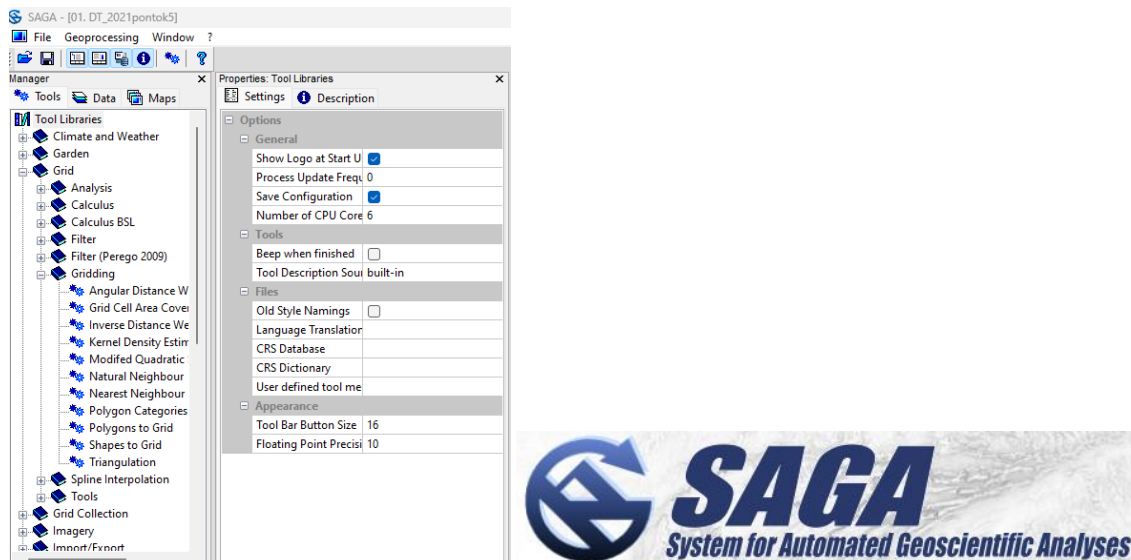 SAGA - [01. DT_2021pontok5]
File Geoprocessing Window ?
Manager
Tools Data Maps
Tool Libraries
Climate and Weather
Garden
Grid
Analysis
Calculus
Calculus BSL
Filter
Filter (Perego 2009)
Gridding
Angular Distance W
Grid Cell Area Cover
Inverse Distance We
Kernel Density Estim
Modifed Quadratic
Natural Neighbour
Nearest Neighbour
Polygon Categories
Polygons to Grid
Shapes to Grid
Triangulation
Spline Interpolation
Tools
Grid Collection
Imagery
Import/Export
Properties: Tool Libraries
Settings Description
Options
General
Show Logo at Start U
Process Update Frequ 0
Save Configuration
Number of CPU Core 6
Tools
Beep when finished
Tool Description Sour built-in
Files
Old Style Namings
Language Translation
CRS Database
CRS Dictionary
User defined tool me
Appearance
Tool Bar Button Size 16
Floating Point Precisi 10
SAGA
System for Automated Geoscientific Analyses